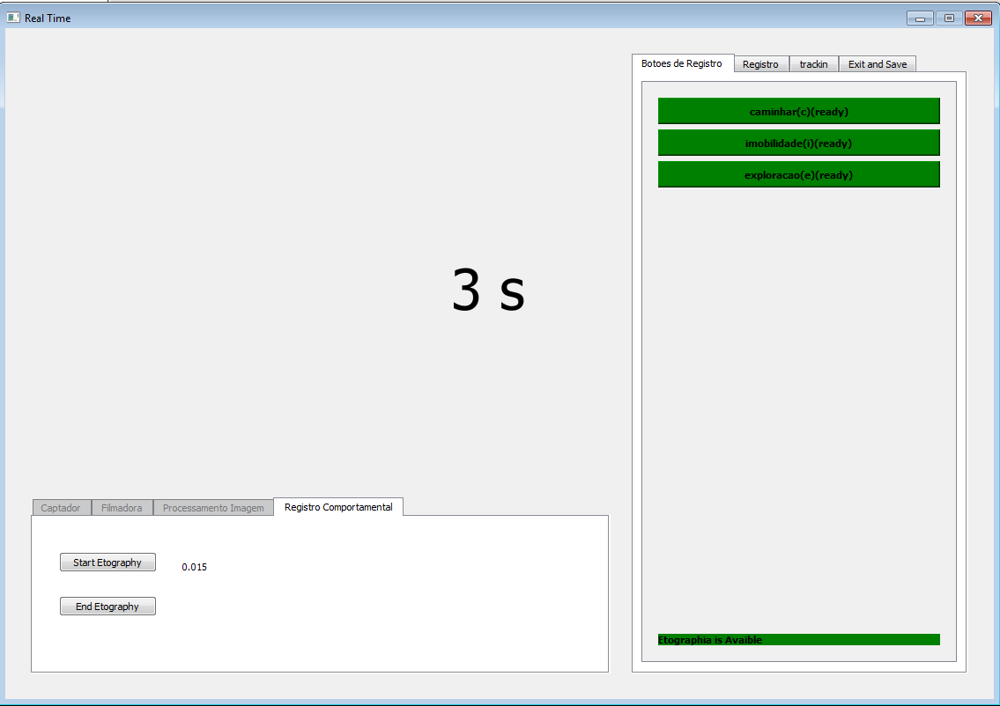 Real Time
Botoes de Registro Registro trackin Exit and Save
caminhar(c)(ready)
imobilidade(i)(ready)
exploracao(e)(ready)
3 s
Captador Filmadora Processamento Imagem Registro Comportamental
Start Etography 0.015
End Etography
Etographia is Avaible